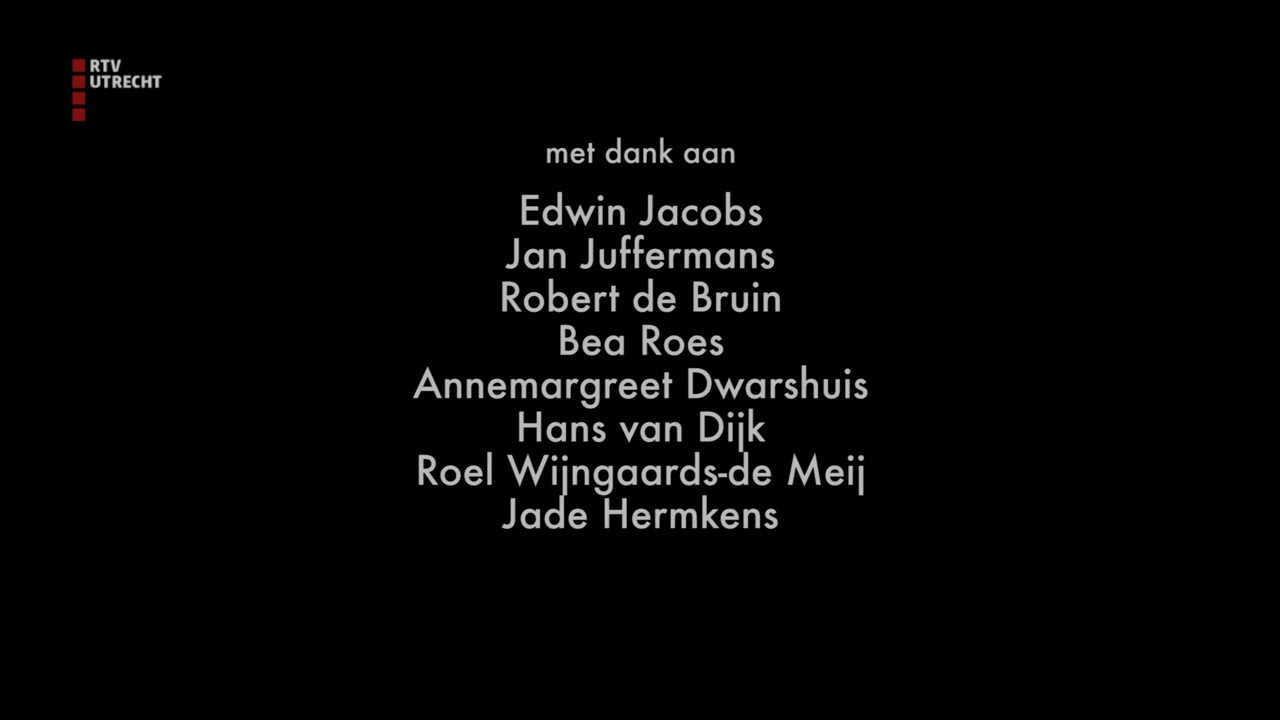 RTV
UTRECHT
met dank aan
Edwin Jacobs
Jan Juffermans
Robert de Bruin
Bea Roes
Annemargreet Dwarshuis
Hans van Dijk
Roel Wijngaards-de Meij
Jade Hermkens